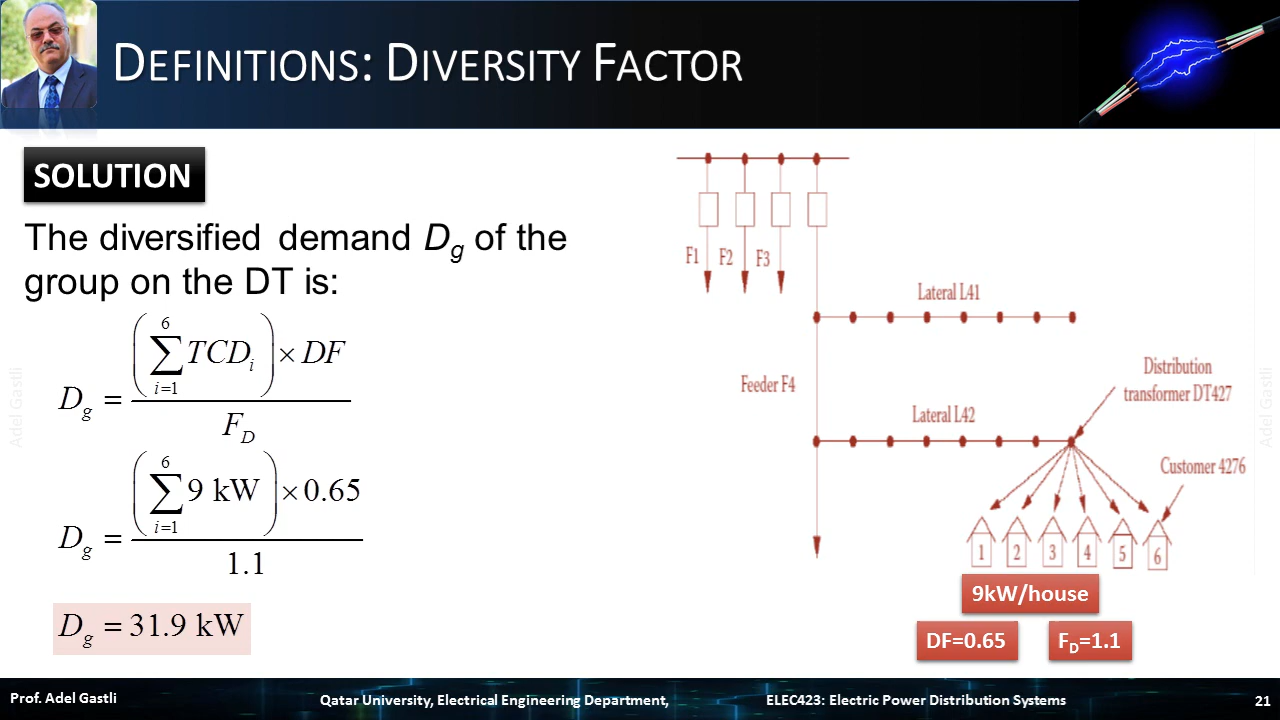 DEFINITIONS: DIVERSITY FACTOR
SOLUTION
The diversified demand Dg of the
group on the DT is:
Dg = (∑_{i=1}^{6} TCDi) × DF / FD
Dg = (∑_{i=1}^{6} 9 kW) × 0.65 / 1.1
Dg = 31.9 kW
F1 F2 F3
Lateral L41
Feeder F4
Distribution
transformer DT427
Lateral L42
Customer 4276
1 2 3 4 5 6
9kW/house
DF=0.65 FD=1.1
Adel Gastli
Adel Gastli
Prof. Adel Gastli Qatar University, Electrical Engineering Department, ELEC423: Electric Power Distribution Systems 21